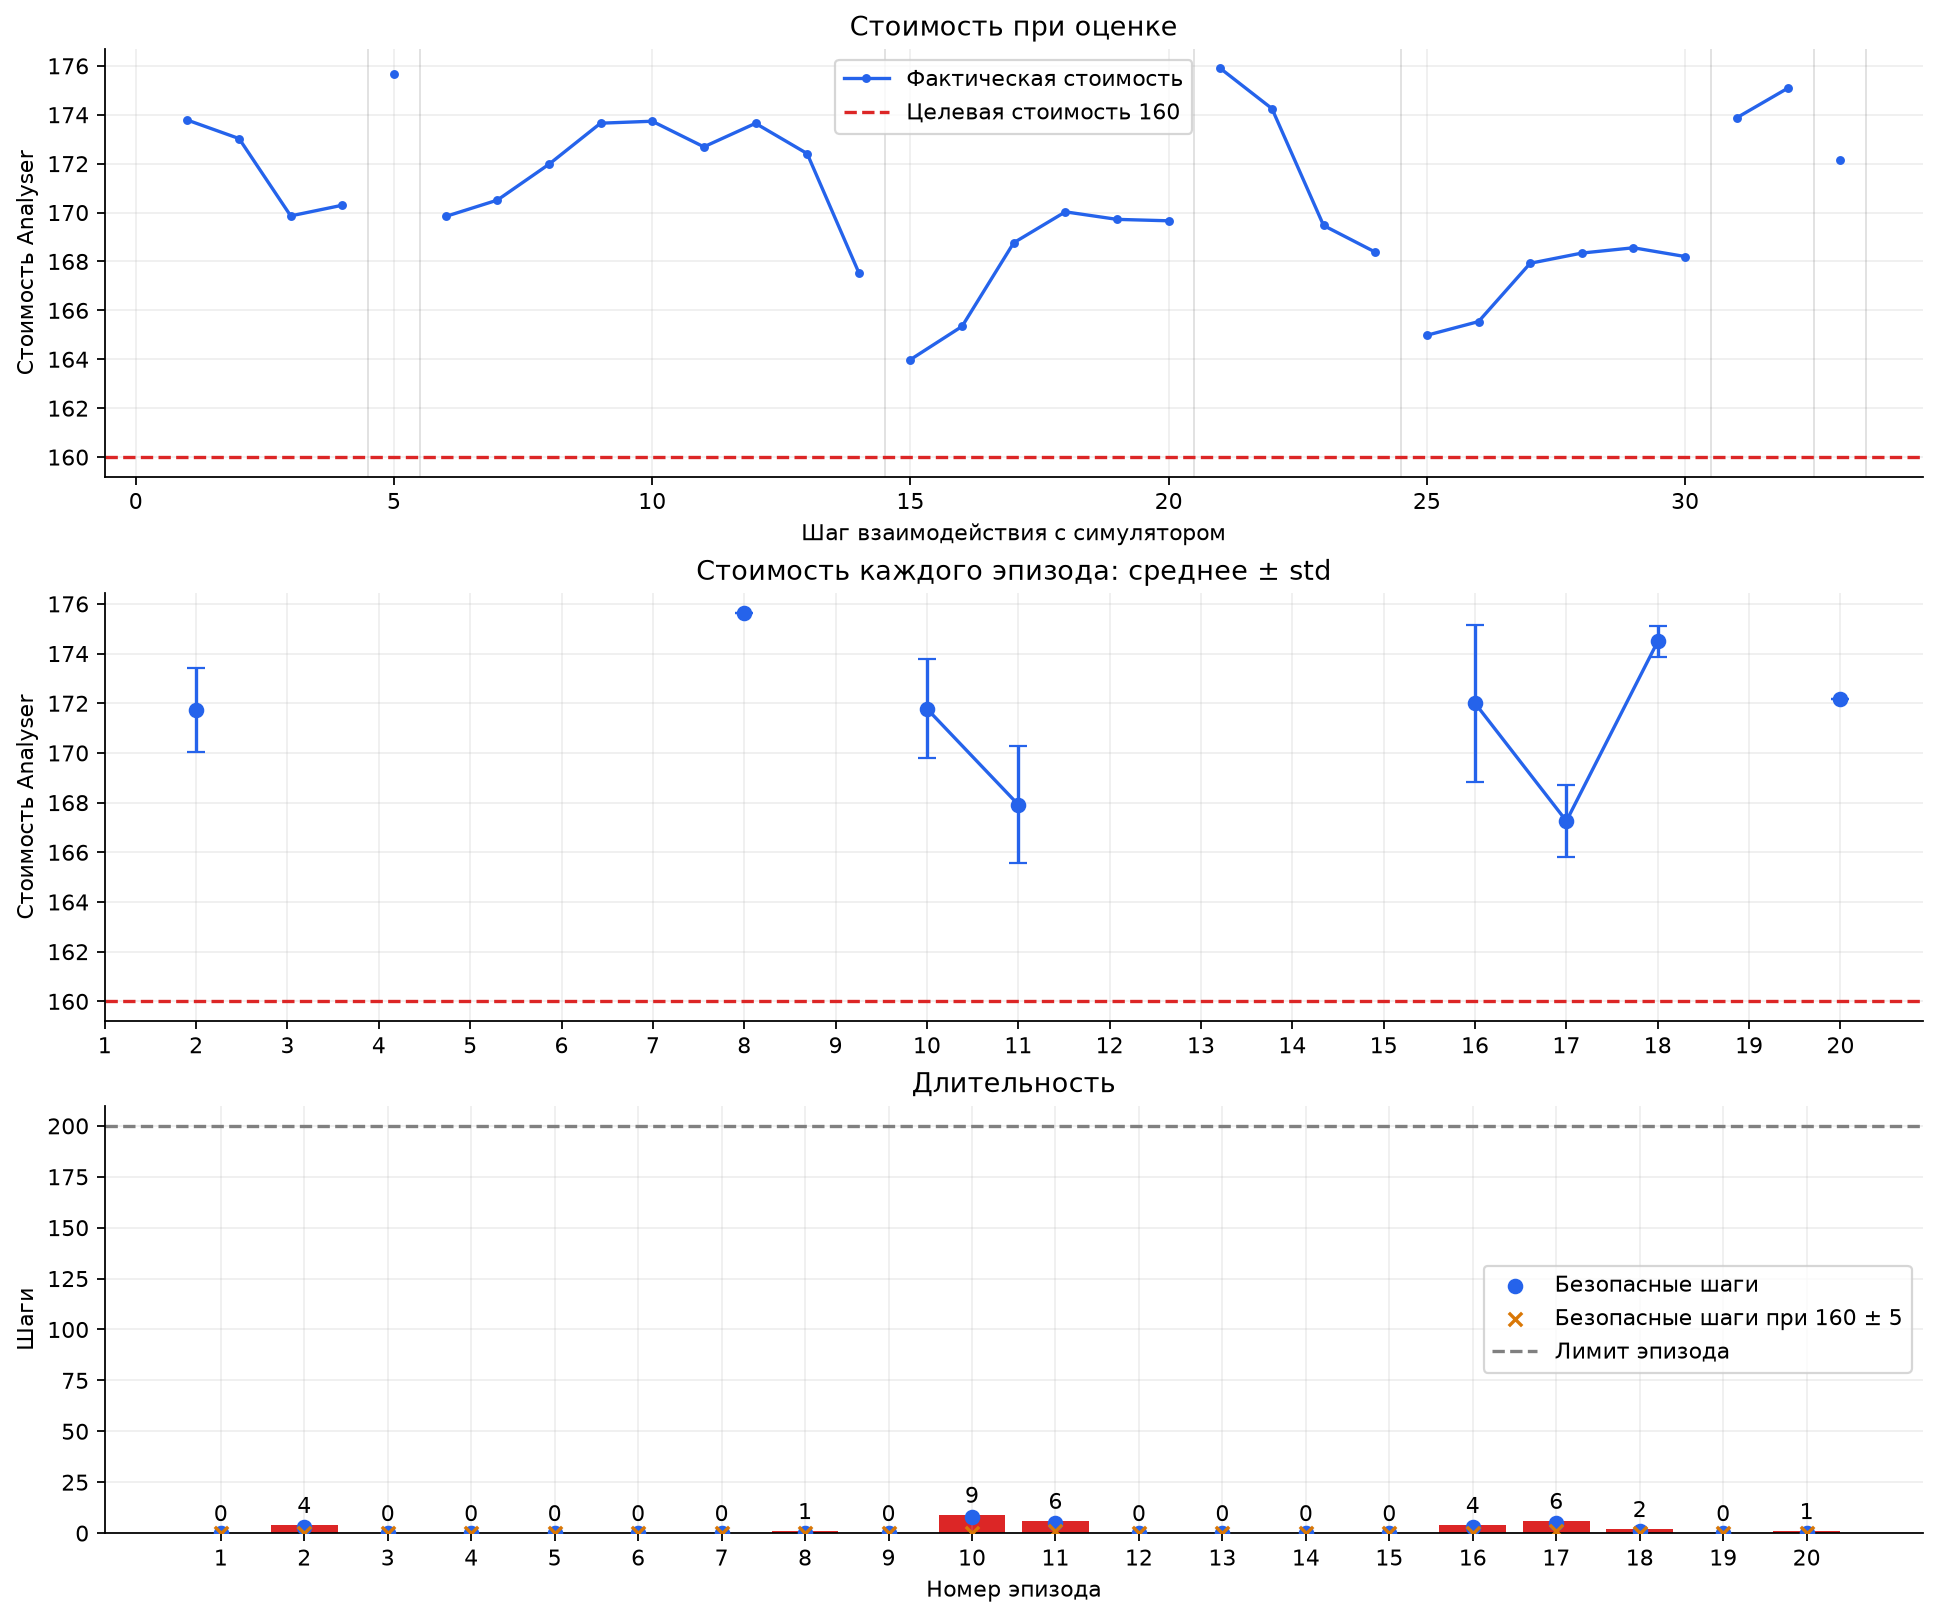 Стоимость при оценке
Стоимость Analyser
176
174
172
170
168
166
164
162
160
Фактическая стоимость
Целевая стоимость 160
0 5 10 15 20 25 30
Шаг взаимодействия с симулятором
Стоимость каждого эпизода: среднее ± std
Стоимость Analyser
176
174
172
170
168
166
164
162
160
1 2 3 4 5 6 7 8 9 10 11 12 13 14 15 16 17 18 19 20
Длительность
Шаги
200
175
150
125
100
75
50
25
0
Безопасные шаги
Безопасные шаги при 160 ± 5
Лимит эпизода
0 4 0 0 0 0 0 1 0 9 6 0 0 0 0 4 6 2 0 1
1 2 3 4 5 6 7 8 9 10 11 12 13 14 15 16 17 18 19 20
Номер эпизода